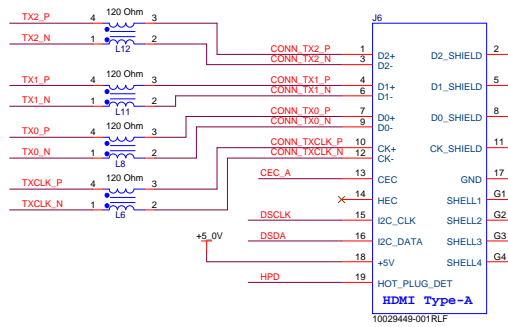 120 Ohm J6
TX2_P 4 3
TX2_N 1 2 CONN_TX2_P 1 D2+ D2_SHIELD 2
L12 CONN_TX2_N 3 D2-
120 Ohm
TX1_P 4 3 CONN_TX1_P 4 D1+ D1_SHIELD 5
TX1_N 1 2 CONN_TX1_N 6 D1-
L11
120 Ohm CONN_TX0_P 7 D0+ D0_SHIELD 8
TX0_P 4 3 CONN_TX0_N 9 D0-
TX0_N 1 2 CONN_TXCLK_P 10 CK+ CK_SHIELD 11
L8 CONN_TXCLK_N 12 CK-
120 Ohm
TXCLK_P 4 3 CEC_A 13 CEC GND 17
TXCLK_N 1 2 14 HEC SHELL1 G1
L6 DSCLK 15 I2C_CLK SHELL2 G2
+5_0V DSDA 16 I2C_DATA SHELL3 G3
18 +5V SHELL4 G4
HPD 19 HOT_PLUG_DET
HDMI Type-A
10029449-001RLF